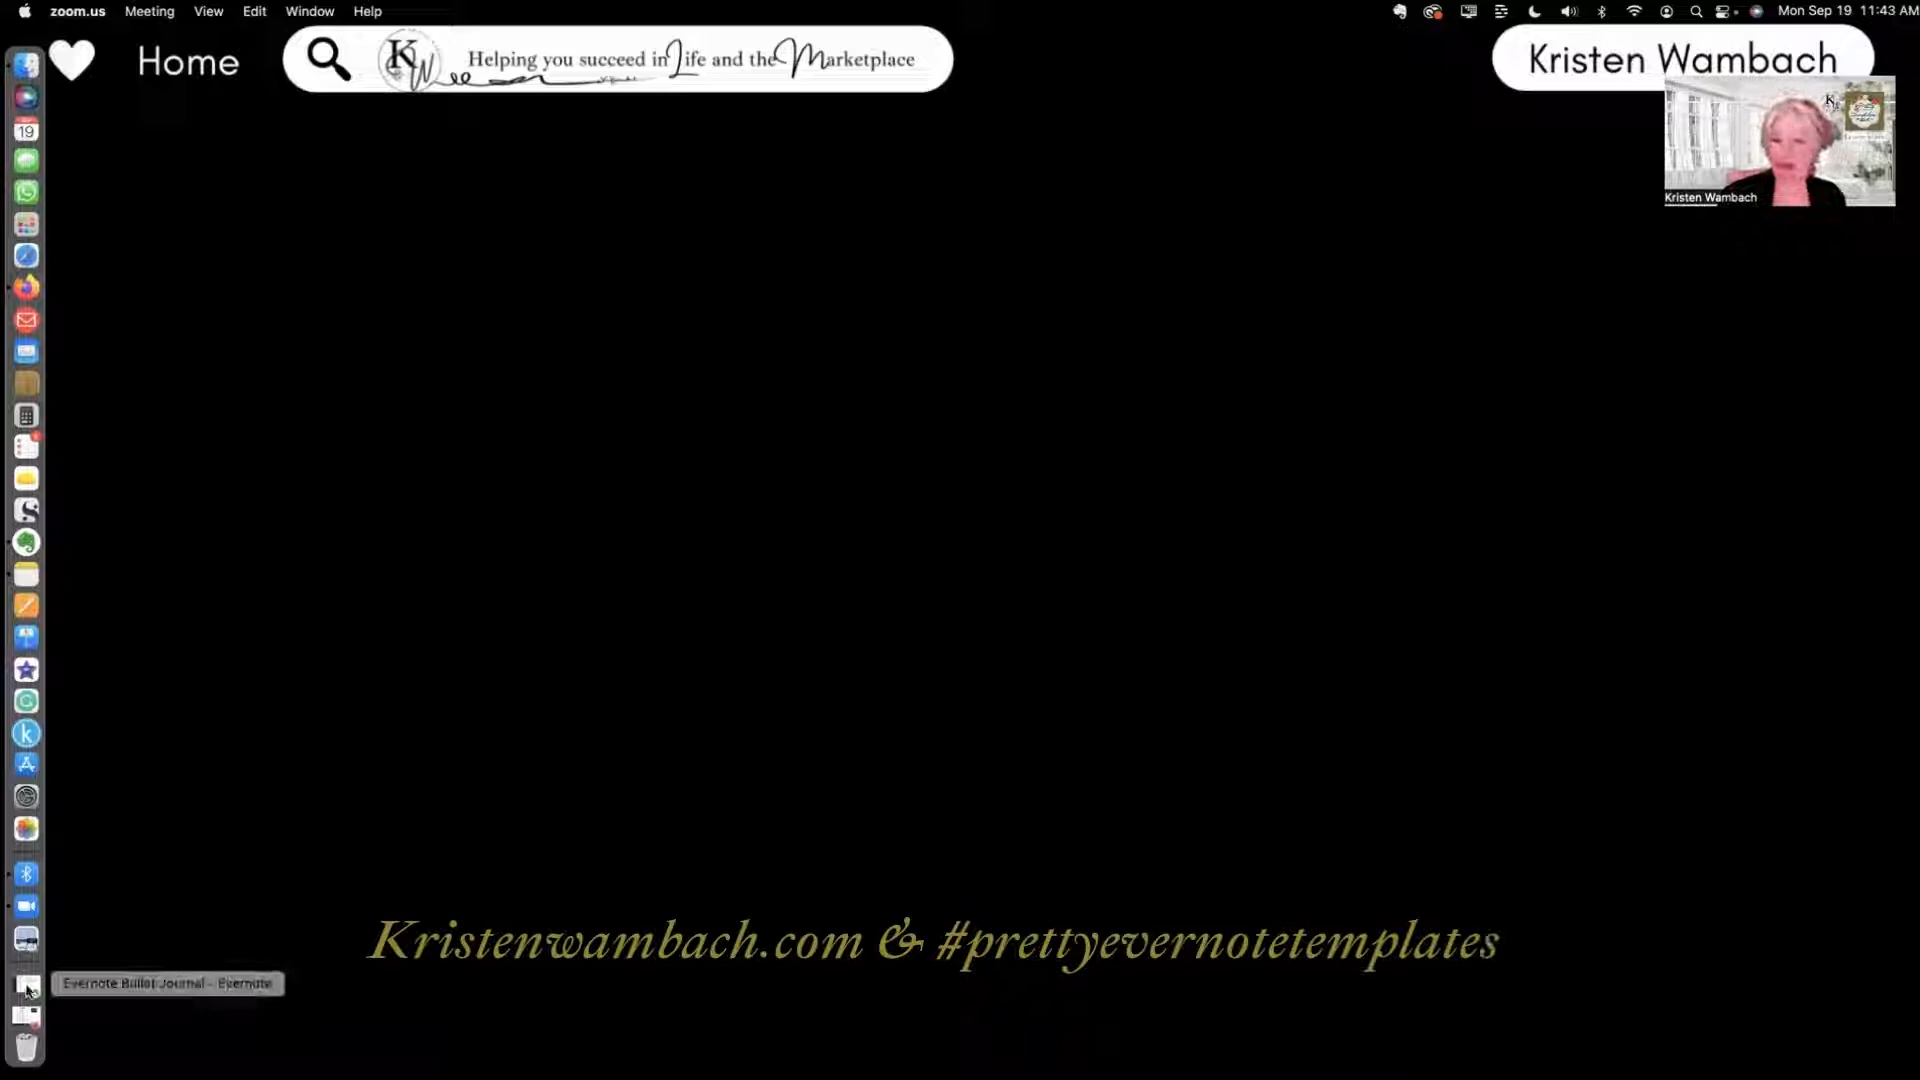 zoom.us Meeting View Edit Window Help Mon Sep 19 11:43 AM
Home
KW Helping you succeed in Life and the Marketplace
Kristen Wambach
Kristen Wambach
19
Kristenwambach.com & #prettyevernotetemplates
Evernote Bullet Journal - Evernote